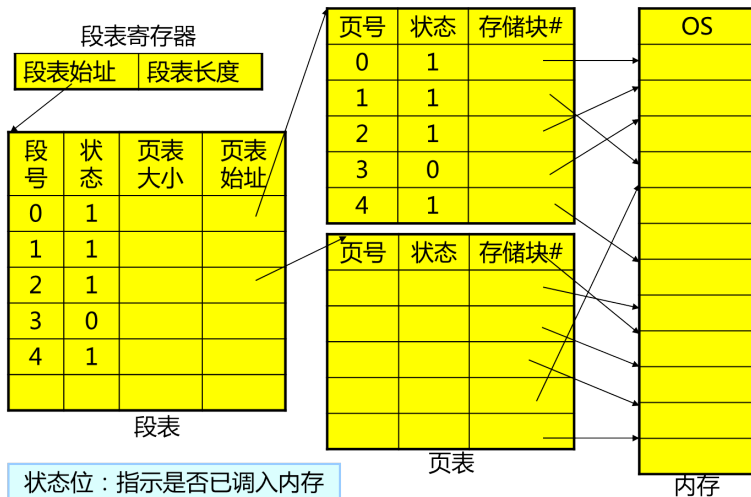 段表寄存器
段表始址 段表长度
段号 状态 页表大小 页表始址
0 1
1 1
2 1
3 0
4 1
段表
页号 状态 存储块#
0 1
1 1
2 1
3 0
4 1
页号 状态 存储块#
页表
OS
内存
状态位：指示是否已调入内存